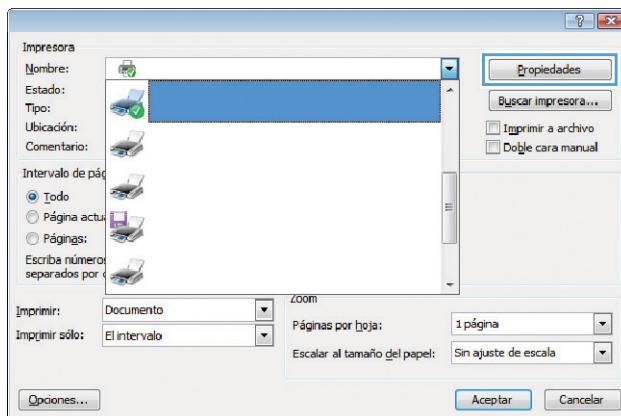 Impresora
Nombre:
Propiedades
Estado:
Tipo:
Buscar impresora...
Ubicación:
Imprimir a archivo
Comentario:
Doble cara manual
Intervalo de pág
Todo
Página actu
Páginas:
Escriba números
separados por
Zoom
Imprimir: Documento
Páginas por hoja: 1 página
Imprimir sólo: El intervalo
Escalar al tamaño del papel: Sin ajuste de escala
Opciones...
Aceptar
Cancelar